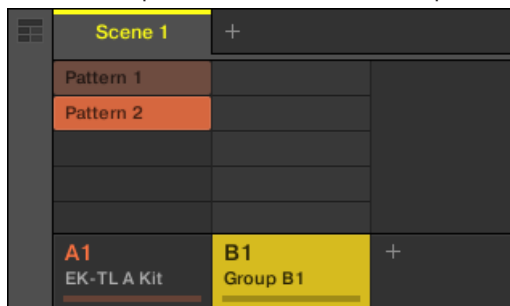 Scene 1 +
Pattern 1
Pattern 2
A1 B1 +
EK-TL A Kit Group B1